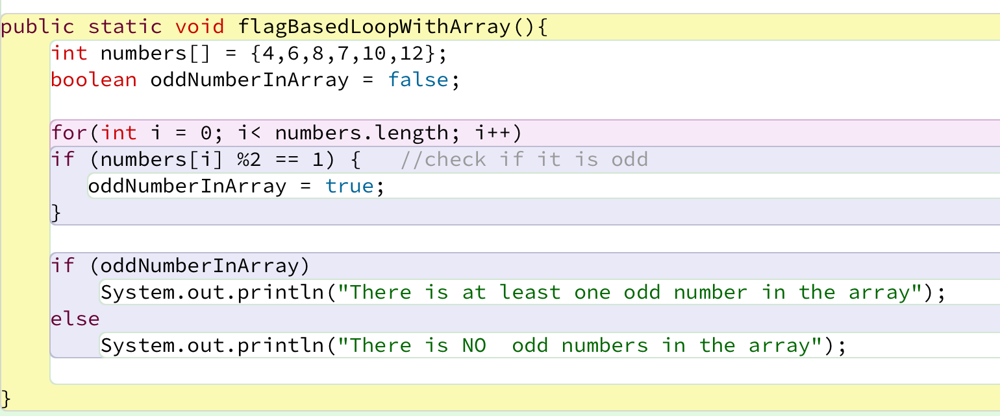 public static void flagBasedLoopWithArray(){
int numbers[] = {4,6,8,7,10,12};
boolean oddNumberInArray = false;
for(int i = 0; i< numbers.length; i++)
if (numbers[i] %2 == 1) {   //check if it is odd
oddNumberInArray = true;
}
if (oddNumberInArray)
System.out.println("There is at least one odd number in the array");
else
System.out.println("There is NO  odd numbers in the array");
}